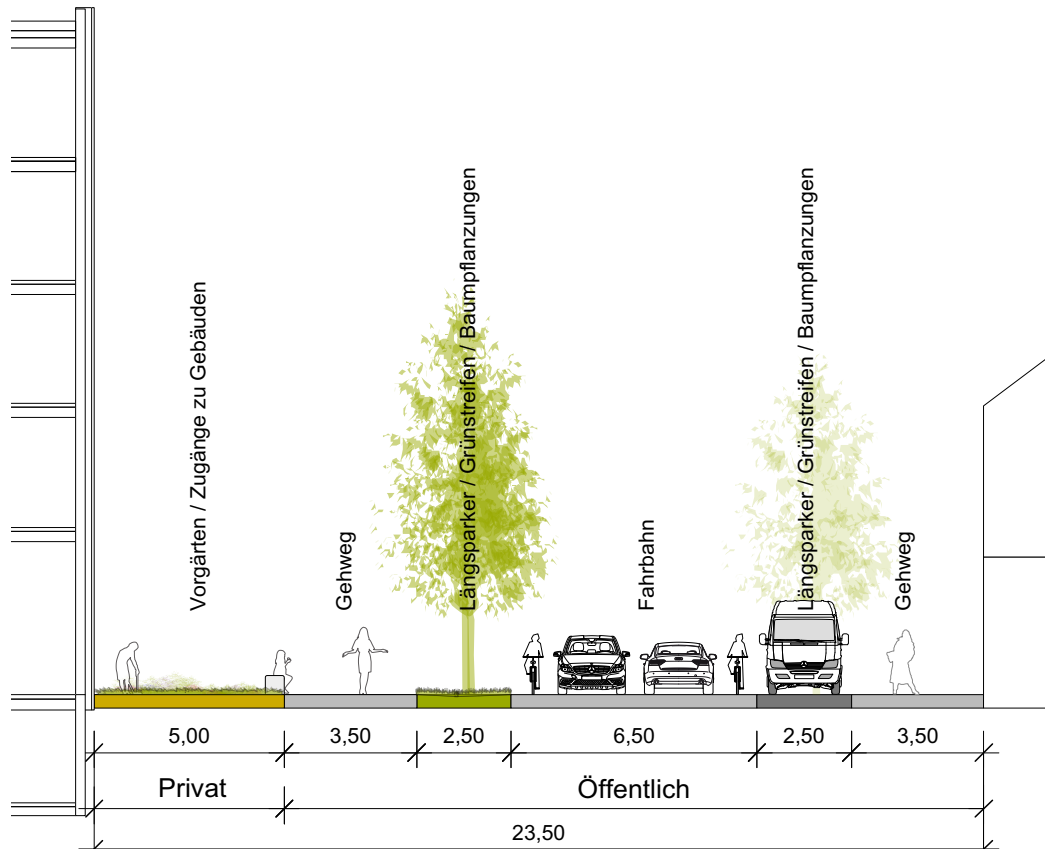 Vorgärten / Zugänge zu Gebäuden
Gehweg
Längsparker / Grünstreifen / Baumpflanzungen
Fahrbahn
Längsparker / Grünstreifen / Baumpflanzungen
Gehweg
5,00
3,50
2,50
6,50
2,50
3,50
Privat
Öffentlich
23,50